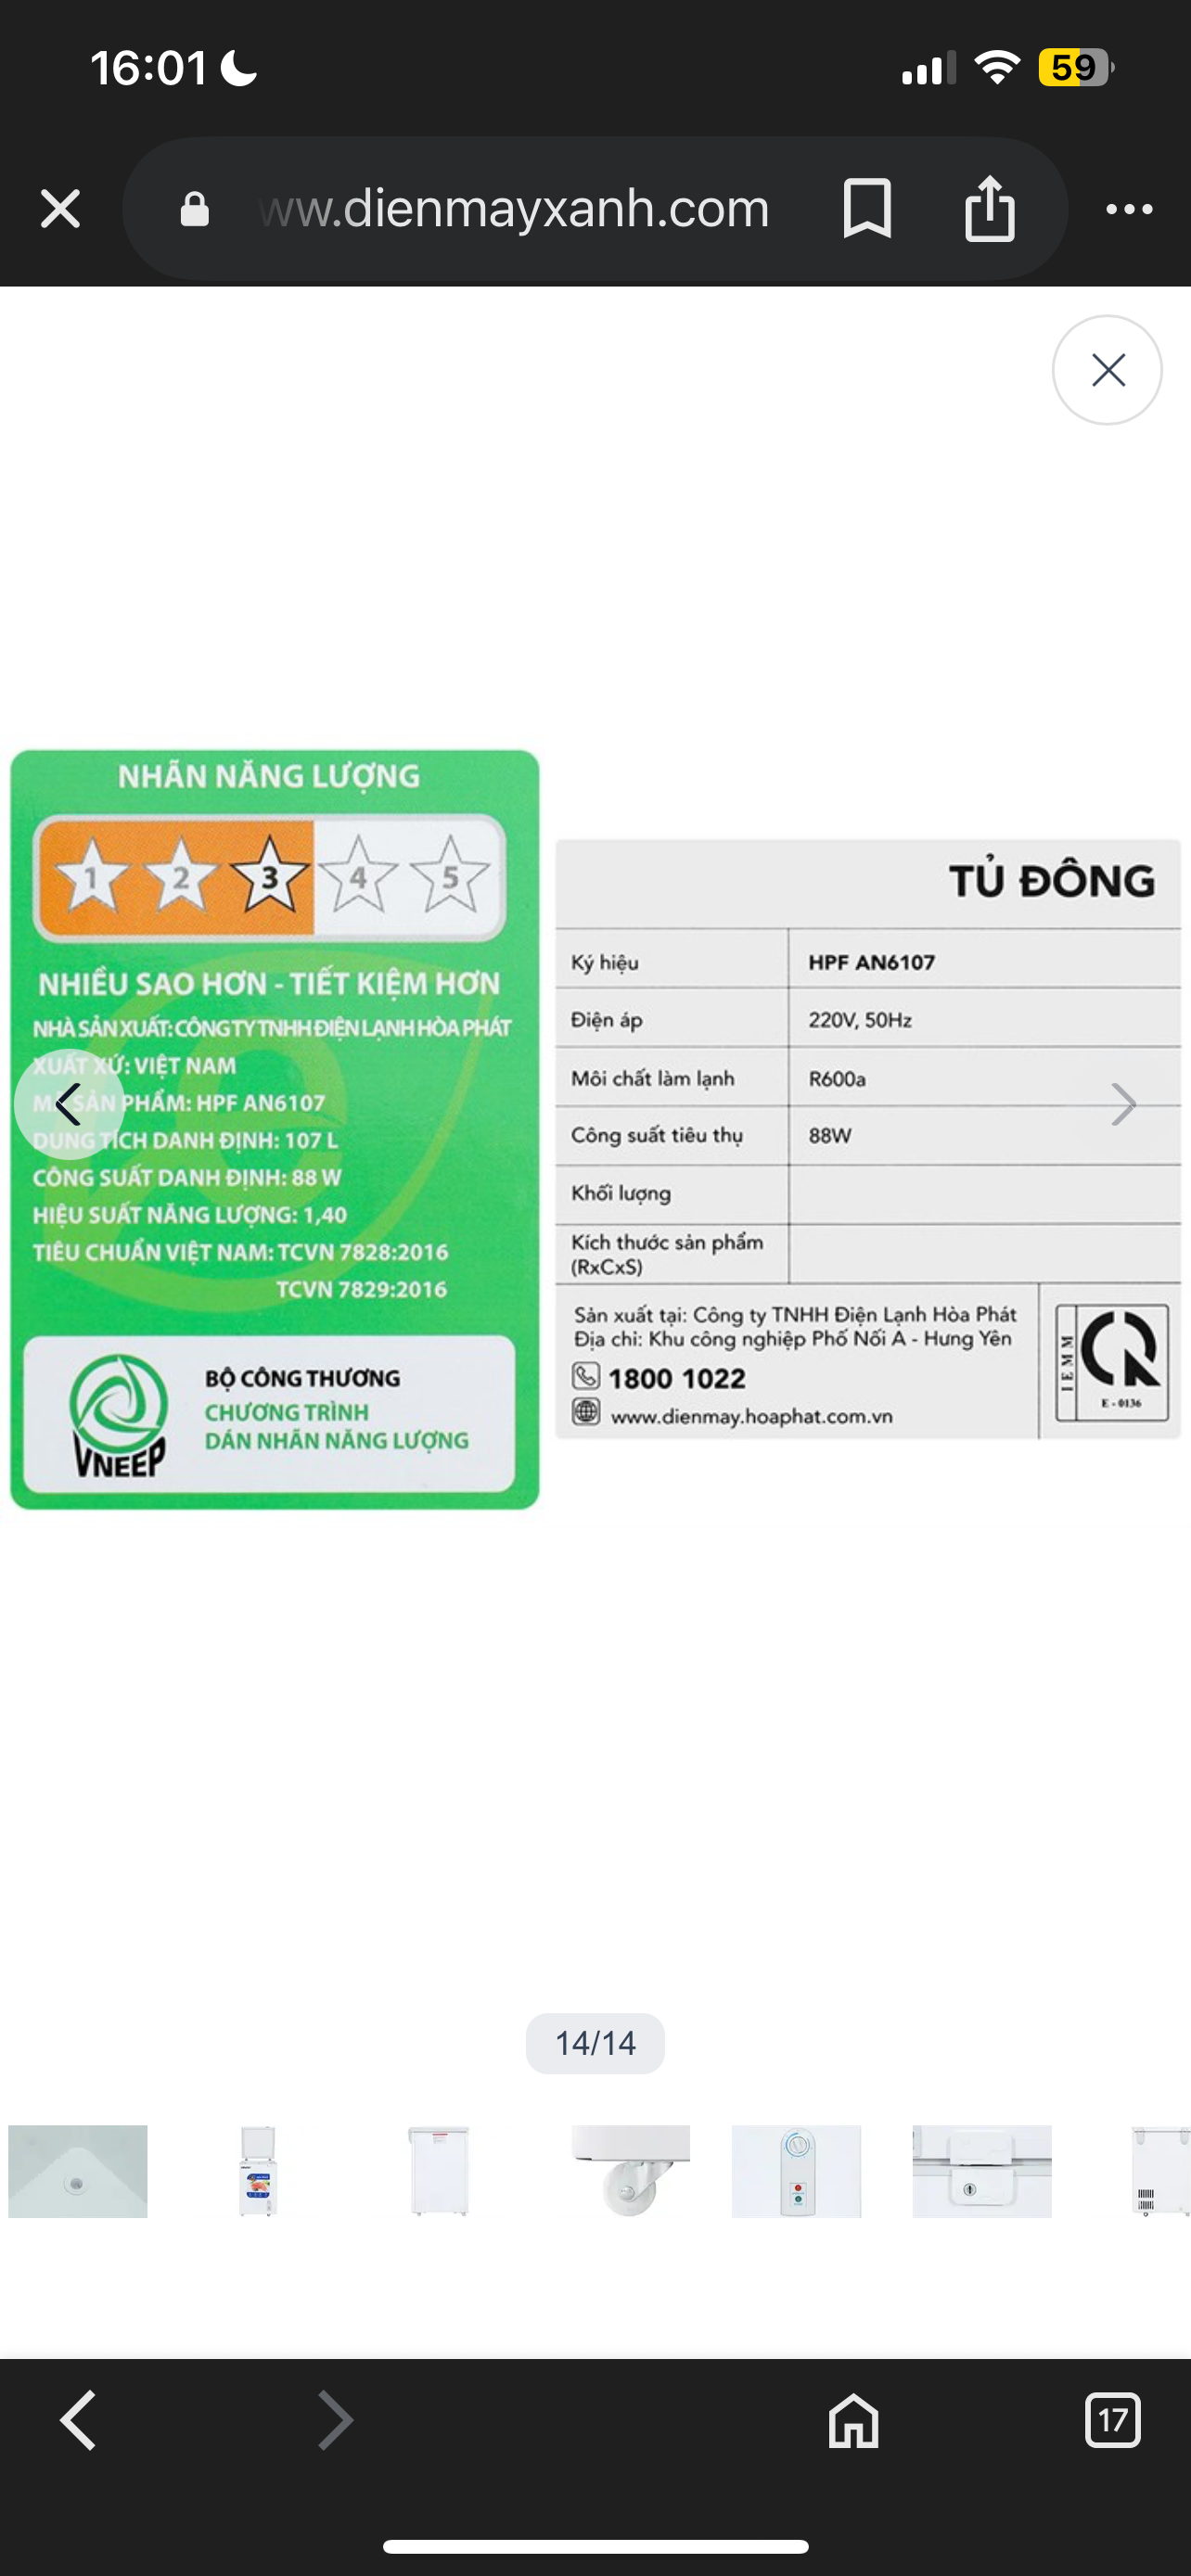 16:01
59
ww.dienmayxanh.com
NHÃN NĂNG LƯỢNG
1 2 3 4 5
NHIỀU SAO HƠN - TIẾT KIỆM HƠN
NHÀ SẢN XUẤT: CÔNG TY TNHH ĐIỆN LẠNH HÒA PHÁT
XUẤT XỨ: VIỆT NAM
MÃ SẢN PHẨM: HPF AN6107
DUNG TÍCH DANH ĐỊNH: 107 L
CÔNG SUẤT DANH ĐỊNH: 88 W
HIỆU SUẤT NĂNG LƯỢNG: 1,40
TIÊU CHUẨN VIỆT NAM: TCVN 7828:2016
TCVN 7829:2016
VNEEP
BỘ CÔNG THƯƠNG
CHƯƠNG TRÌNH
DÁN NHÃN NĂNG LƯỢNG
TỦ ĐÔNG
Ký hiệu HPF AN6107
Điện áp 220V, 50Hz
Môi chất làm lạnh R600a
Công suất tiêu thụ 88W
Khối lượng
Kích thước sản phẩm
(RxCxS)
Sản xuất tại: Công ty TNHH Điện Lạnh Hòa Phát
Địa chỉ: Khu công nghiệp Phố Nối A - Hưng Yên
1800 1022
www.dienmay.hoaphat.com.vn
IEMM
E - 0136
14/14
17